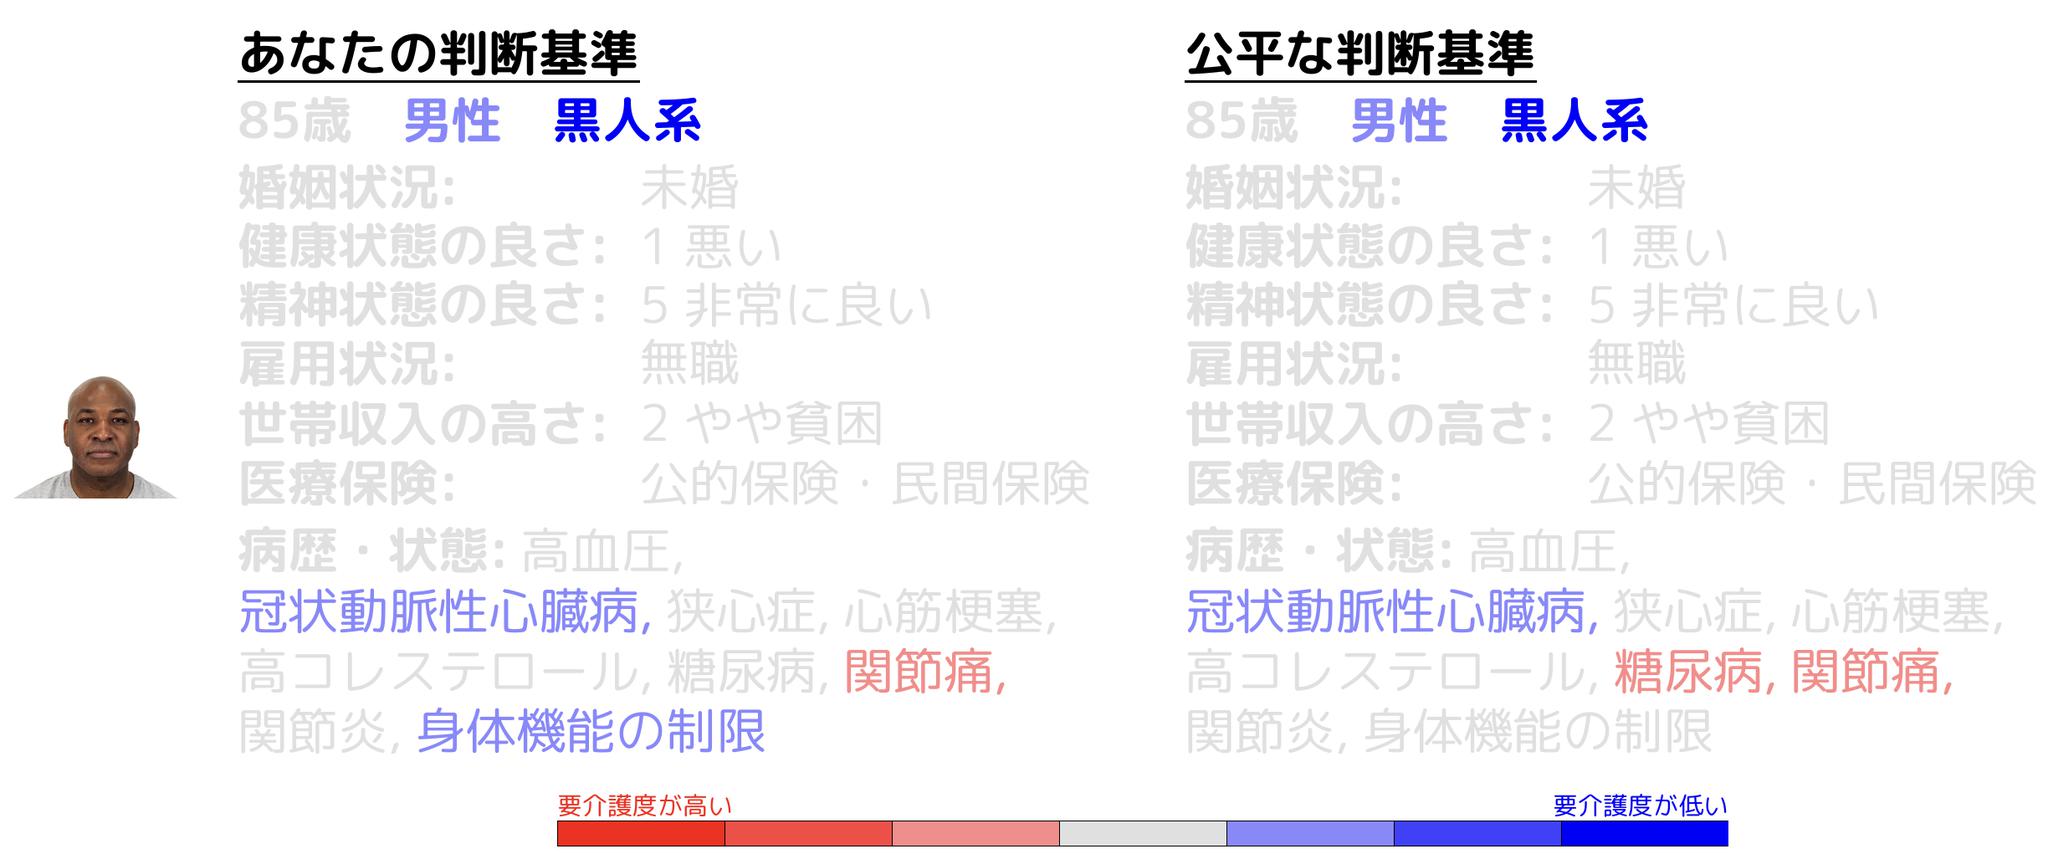 あなたの判断基準
85歳 男性 黒人系
婚姻状況: 未婚
健康状態の良さ: 1 悪い
精神状態の良さ: 5 非常に良い
雇用状況: 無職
世帯収入の高さ: 2 やや貧困
医療保険: 公的保険・民間保険
病歴・状態: 高血圧,
冠状動脈性心臓病, 狭心症, 心筋梗塞,
高コレステロール, 糖尿病, 関節痛,
関節炎, 身体機能の制限
公平な判断基準
85歳 男性 黒人系
婚姻状況: 未婚
健康状態の良さ: 1 悪い
精神状態の良さ: 5 非常に良い
雇用状況: 無職
世帯収入の高さ: 2 やや貧困
医療保険: 公的保険・民間保険
病歴・状態: 高血圧,
冠状動脈性心臓病, 狭心症, 心筋梗塞,
高コレステロール, 糖尿病, 関節痛,
関節炎, 身体機能の制限
要介護度が高い
要介護度が低い